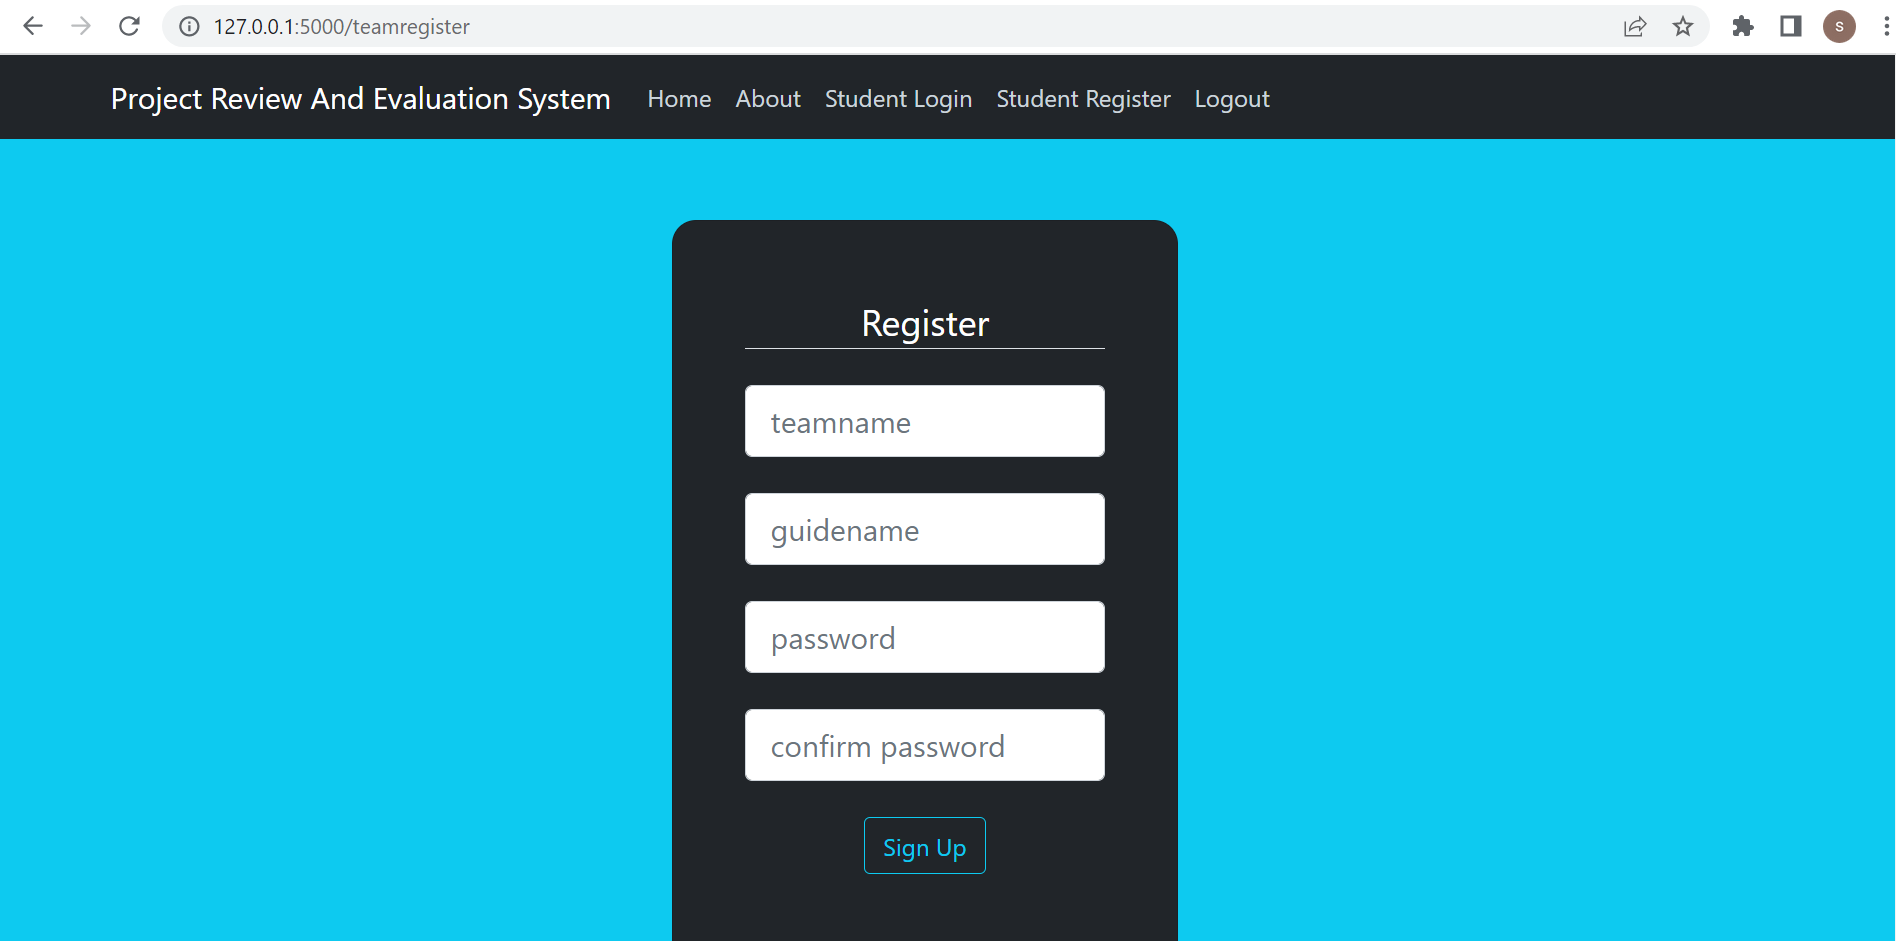 127.0.0.1:5000/teamregister
S
Project Review And Evaluation System Home About Student Login Student Register Logout
Register
teamname
guidename
password
confirm password
Sign Up